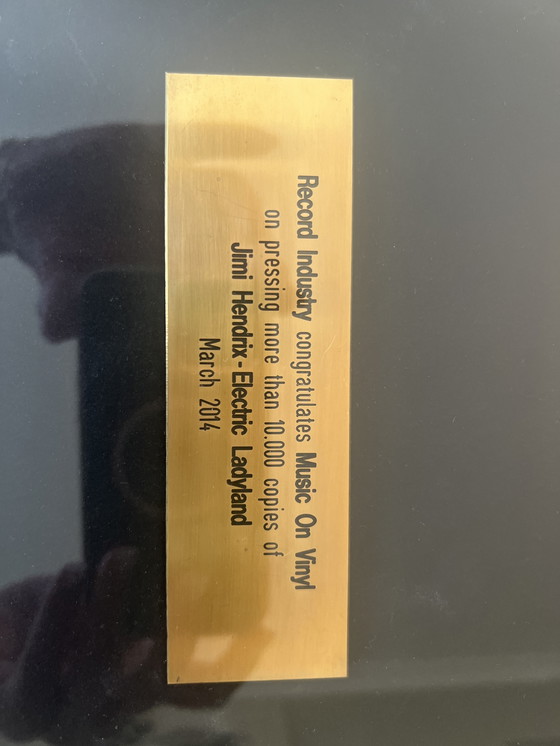 Record Industry congratulates Music On Vinyl
on pressing more than 10.000 copies of
Jimi Hendrix - Electric Ladyland
March 2014